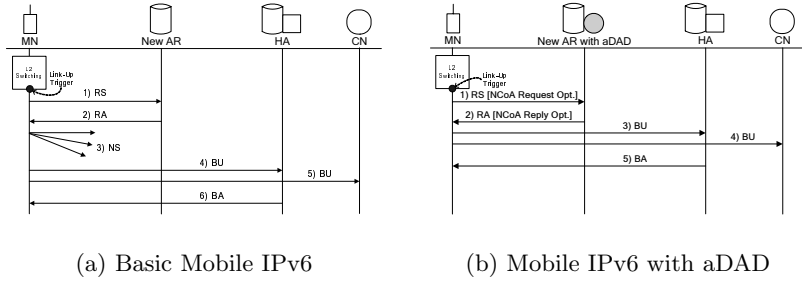 MN New AR HA CN
L2 Switching
Link-Up Trigger
1) RS
2) RA
3) NS
4) BU
5) BU
6) BA
(a) Basic Mobile IPv6
MN New AR with aDAD HA CN
L2 Switching
Link-Up Trigger
1) RS [NCoA Request Opt.]
2) RA [NCoA Reply Opt.]
3) BU
4) BU
5) BA
(b) Mobile IPv6 with aDAD